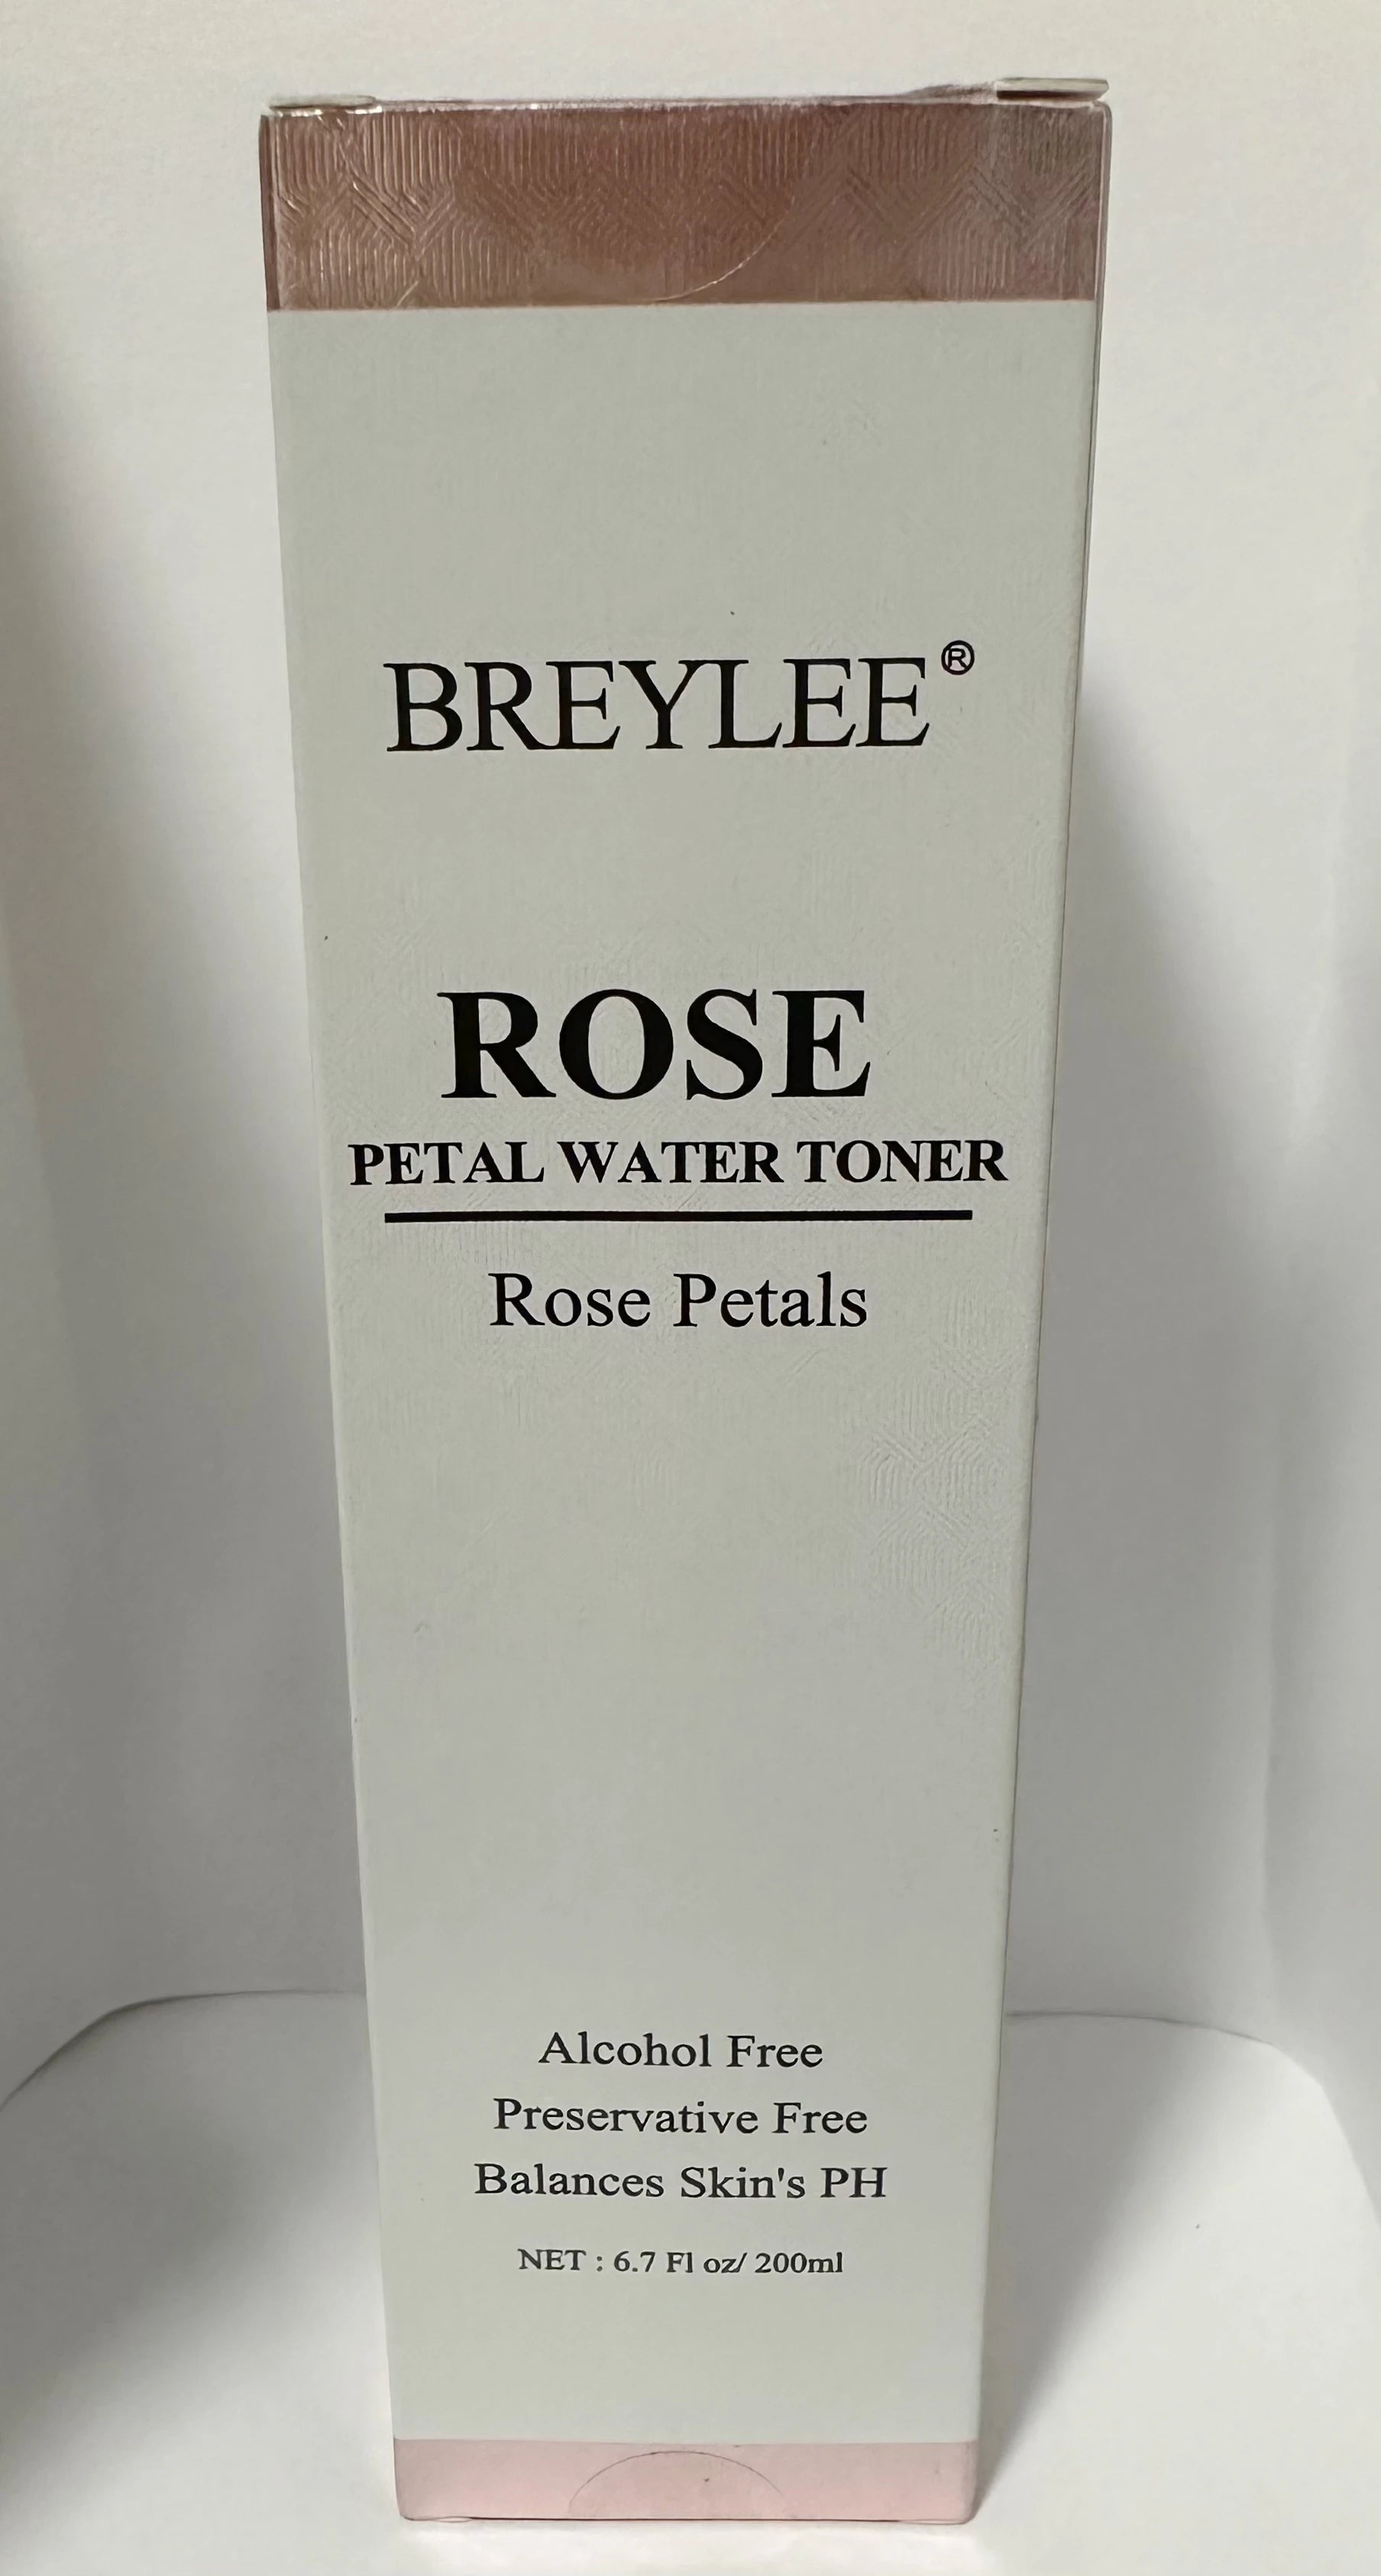 BREYLEE®
ROSE
PETAL WATER TONER
Rose Petals
Alcohol Free
Preservative Free
Balances Skin's PH
NET : 6.7 Fl oz/ 200ml